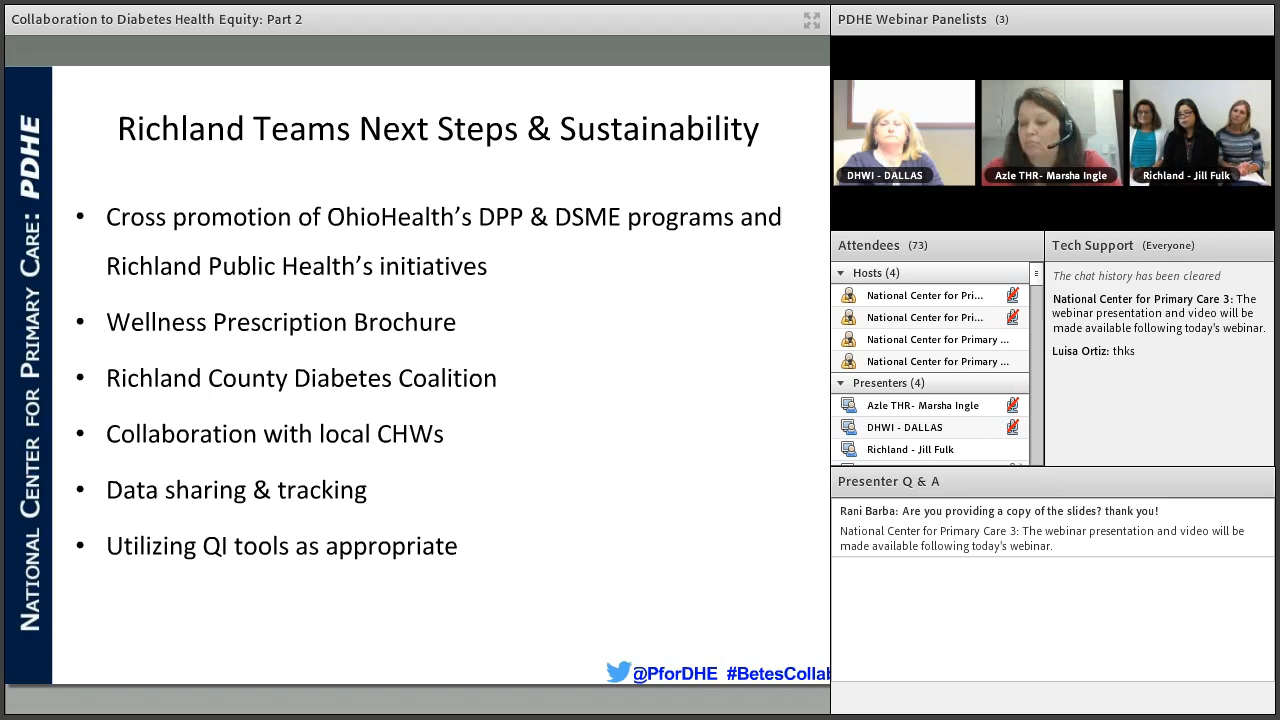 Collaboration to Diabetes Health Equity: Part 2
NATIONAL CENTER FOR PRIMARY CARE: PDHE
Richland Teams Next Steps & Sustainability
• Cross promotion of OhioHealth's DPP & DSME programs and
Richland Public Health's initiatives
• Wellness Prescription Brochure
• Richland County Diabetes Coalition
• Collaboration with local CHWs
• Data sharing & tracking
• Utilizing QI tools as appropriate
@PforDHE #BetesCollab
PDHE Webinar Panelists (3)
DHWI - DALLAS
Azle THR- Marsha Ingle
Richland - Jill Fulk
Attendees (73)
Hosts (4)
National Center for Pri...
National Center for Pri...
National Center for Primary ...
National Center for Primary ...
Presenters (4)
Azle THR- Marsha Ingle
DHWI - DALLAS
Richland - Jill Fulk
Tech Support (Everyone)
The chat history has been cleared
National Center for Primary Care 3: The
webinar presentation and video will be
made available following today's webinar.
Luisa Ortiz: thks
Presenter Q & A
Rani Barba: Are you providing a copy of the slides? thank you!
National Center for Primary Care 3: The webinar presentation and video will be
made available following today's webinar.